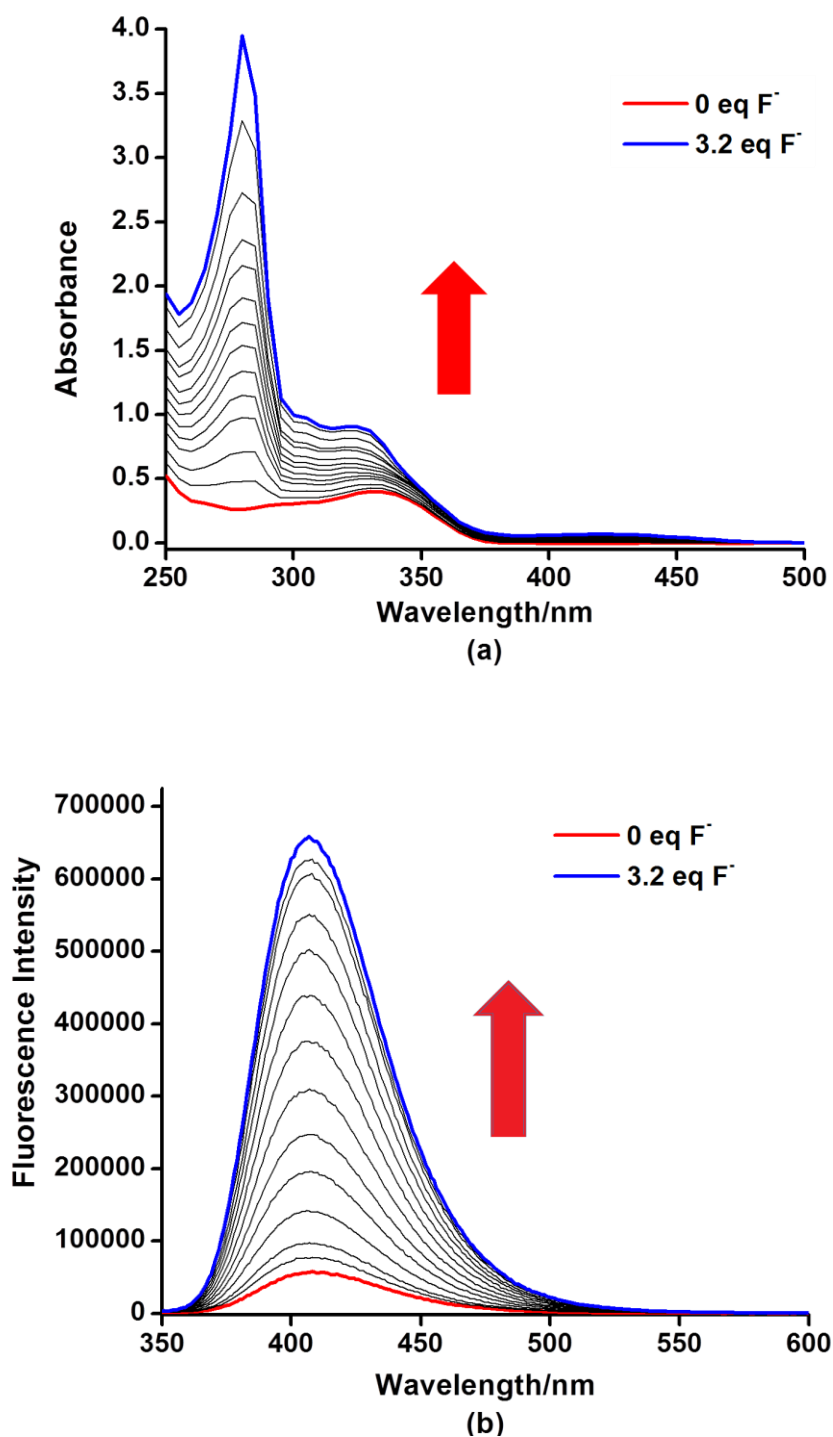 4.0
3.5
3.0
2.5
2.0
1.5
1.0
0.5
0.0
Absorbance
0 eq F⁻
3.2 eq F⁻
250 300 350 400 450 500
Wavelength/nm
(a)
700000
600000
500000
400000
300000
200000
100000
0
Fluorescence Intensity
0 eq F⁻
3.2 eq F⁻
350 400 450 500 550 600
Wavelength/nm
(b)